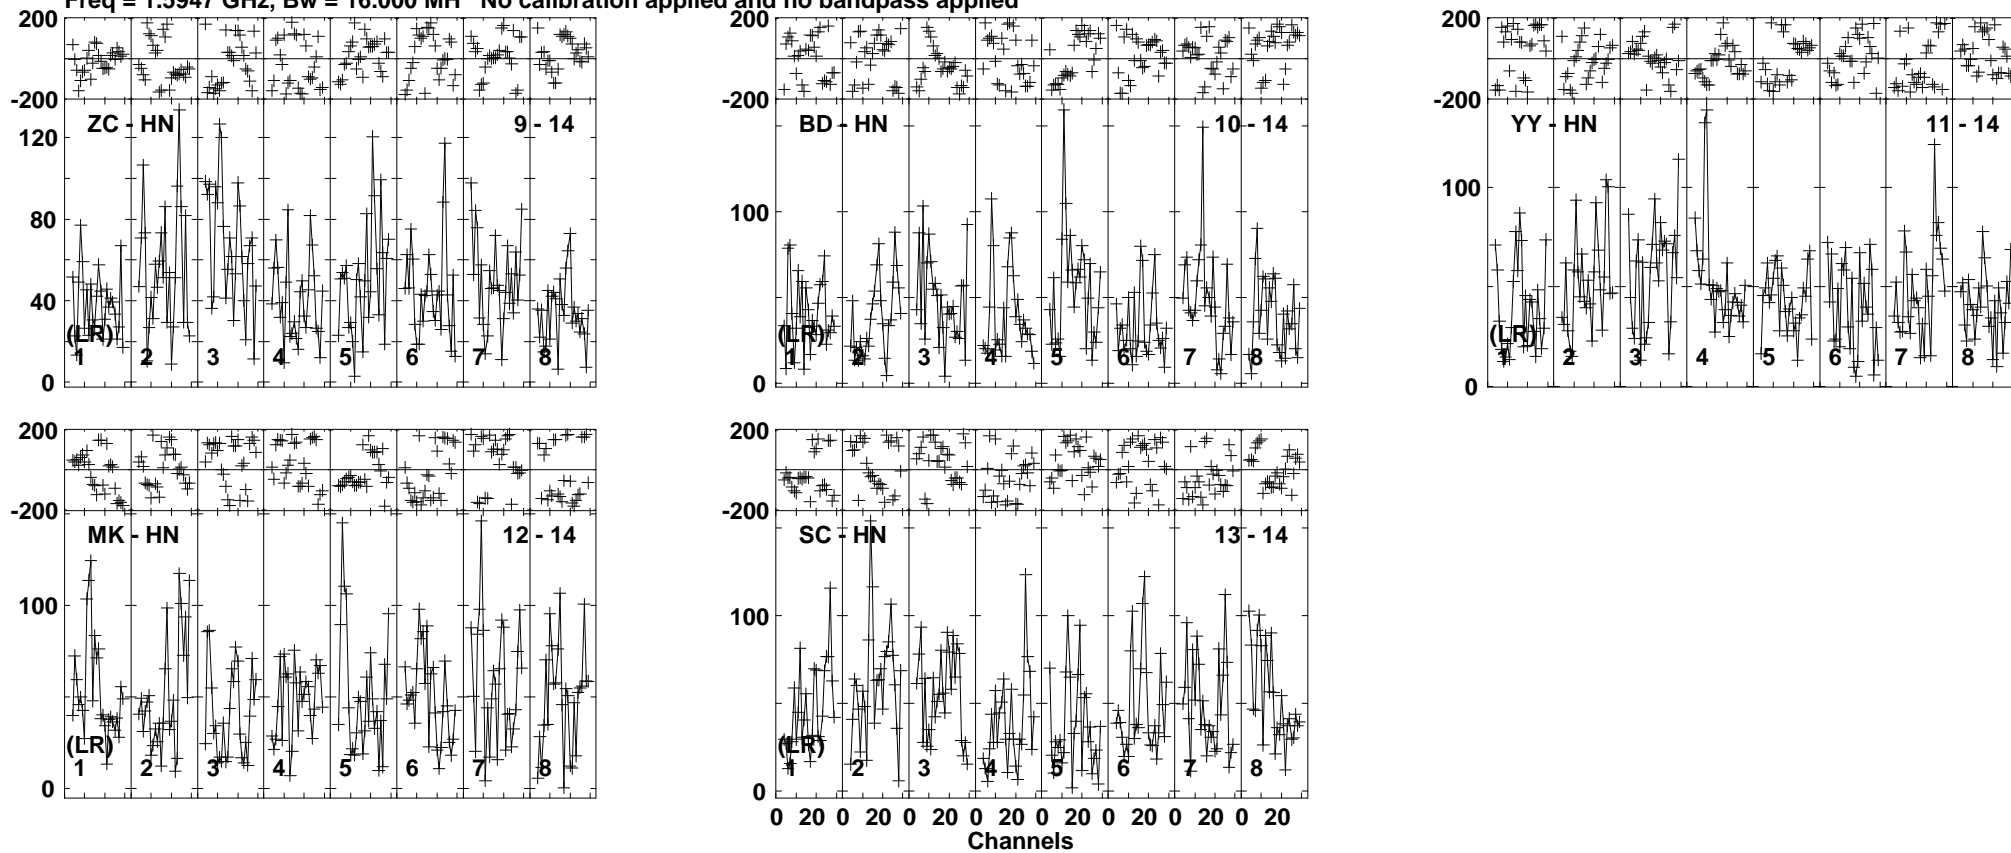 Freq = 1.5947 GHz, Bw = 16.000 MH No calibration applied and no bandpass applied
200
-200
ZC - HN 9 - 14
120
80
40
0
(LR)
1 2 3 4 5 6 7 8
200
-200
BD - HN 10 - 14
100
0
(LR)
1 2 3 4 5 6 7 8
200
-200
YY - HN 11 - 14
100
0
(LR)
1 2 3 4 5 6 7 8
200
-200
MK - HN 12 - 14
100
0
(LR)
1 2 3 4 5 6 7 8
200
-200
SC - HN 13 - 14
100
0
(LR)
1 2 3 4 5 6 7 8
0 20 0 20 0 20 0 20 0 20 0 20 0 20 0 20
Channels